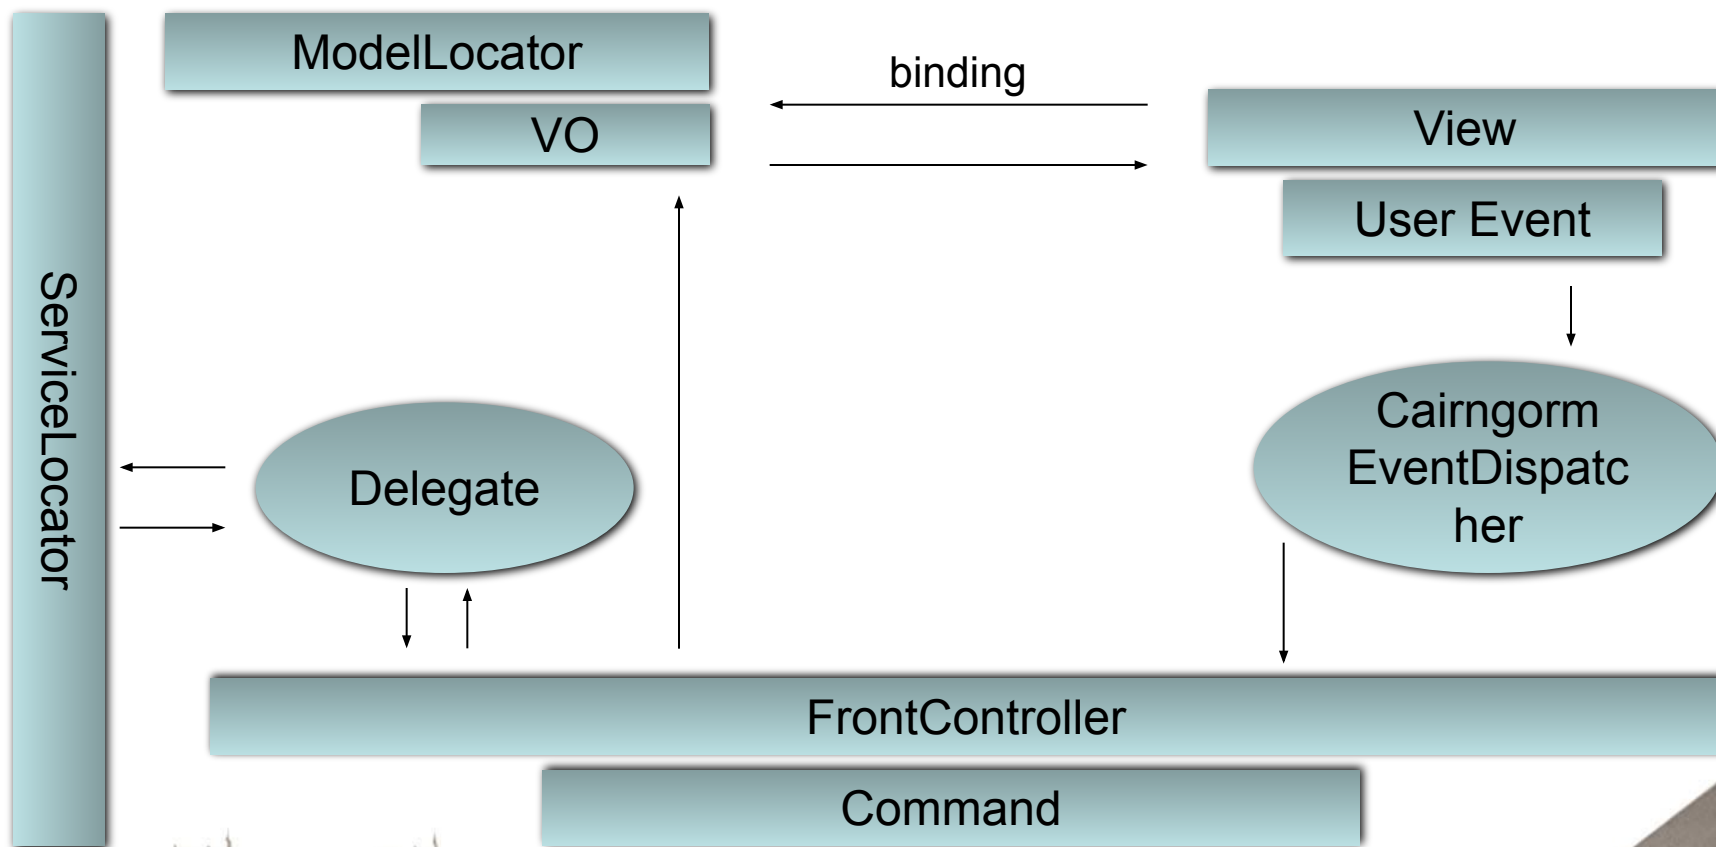 ModelLocator
binding
VO
View
User Event
ServiceLocator
Cairngorm
EventDispatc
her
Delegate
FrontController
Command